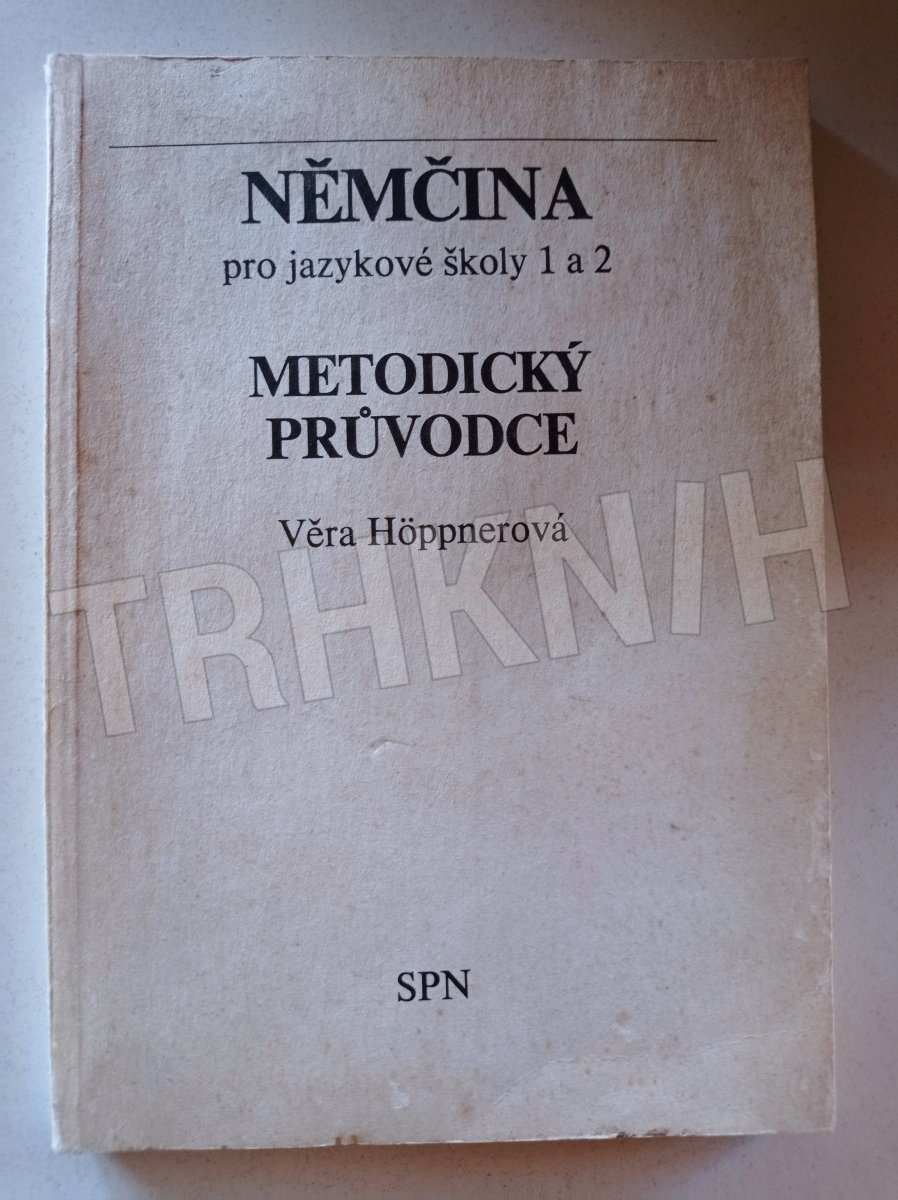 NĚMČINA
pro jazykové školy 1 a 2
METODICKÝ
PRŮVODCE
Věra Höppnerová
TRHKNIH
SPN